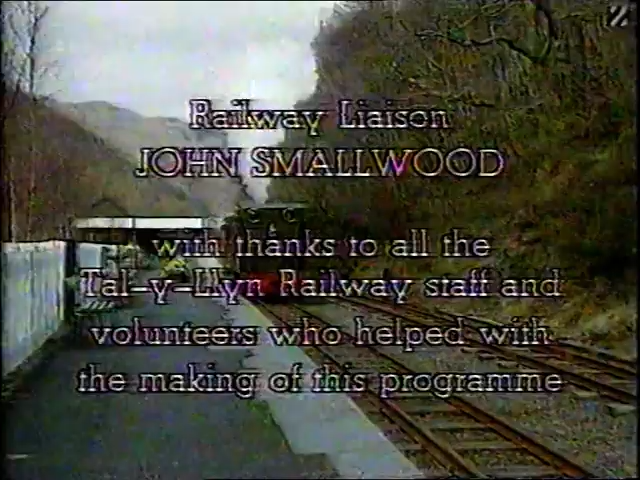 Railway Liaison
JOHN SMALLWOOD
with thanks to all the
Tal-y-Llyn Railway staff and
volunteers who helped with
the making of this programme